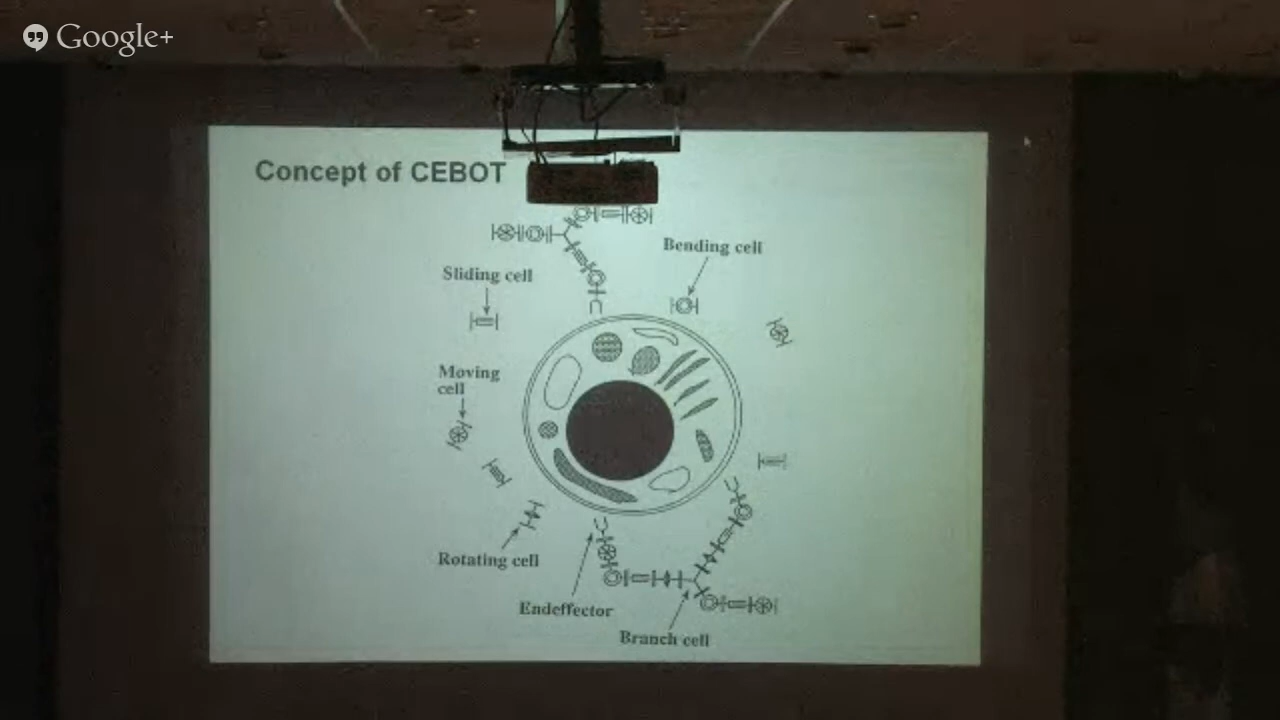 Google+
Concept of CEBOT
Bending cell
Sliding cell
Moving
cell
Rotating cell
Endeffector
Branch cell